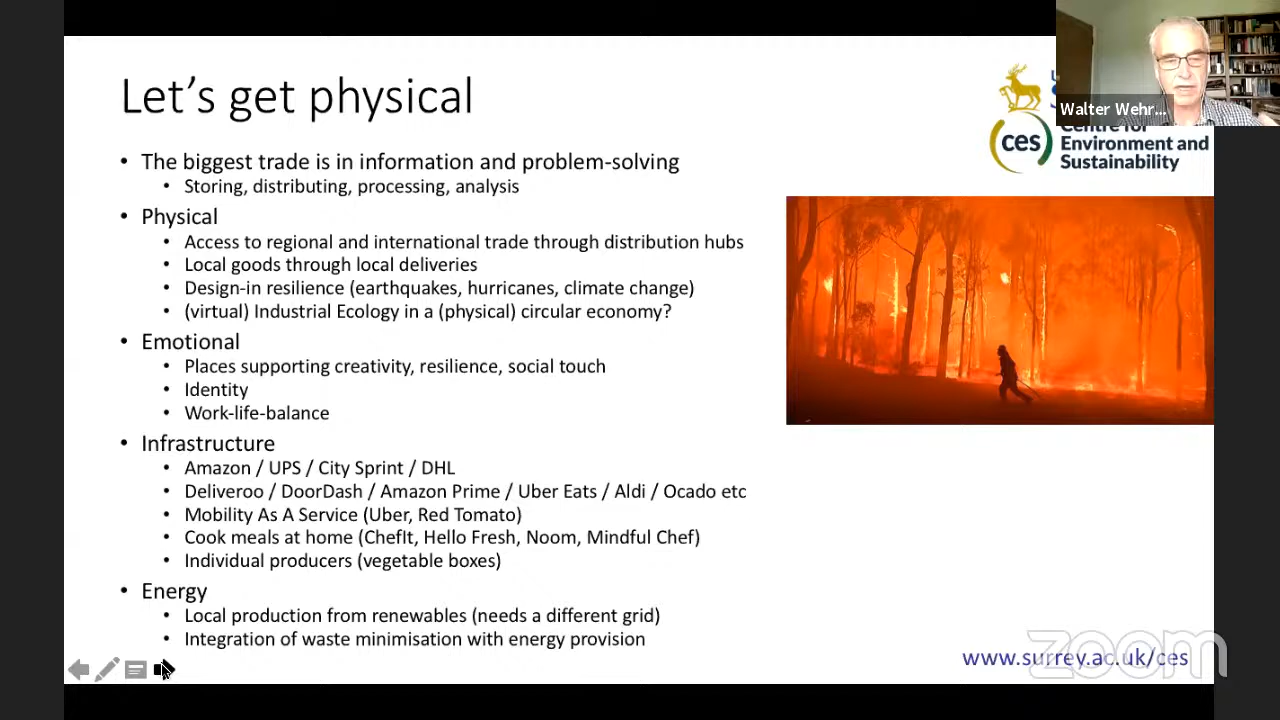 Let's get physical
• The biggest trade is in information and problem-solving
• Storing, distributing, processing, analysis
• Physical
• Access to regional and international trade through distribution hubs
• Local goods through local deliveries
• Design-in resilience (earthquakes, hurricanes, climate change)
• (virtual) Industrial Ecology in a (physical) circular economy?
• Emotional
• Places supporting creativity, resilience, social touch
• Identity
• Work-life-balance
• Infrastructure
• Amazon / UPS / City Sprint / DHL
• Deliveroo / DoorDash / Amazon Prime / Uber Eats / Aldi / Ocado etc
• Mobility As A Service (Uber, Red Tomato)
• Cook meals at home (ChefIt, Hello Fresh, Noom, Mindful Chef)
• Individual producers (vegetable boxes)
• Energy
• Local production from renewables (needs a different grid)
• Integration of waste minimisation with energy provision
Walter Wehr...
ces
Centre for
Environment and
Sustainability
www.surrey.ac.uk/ces
zoom